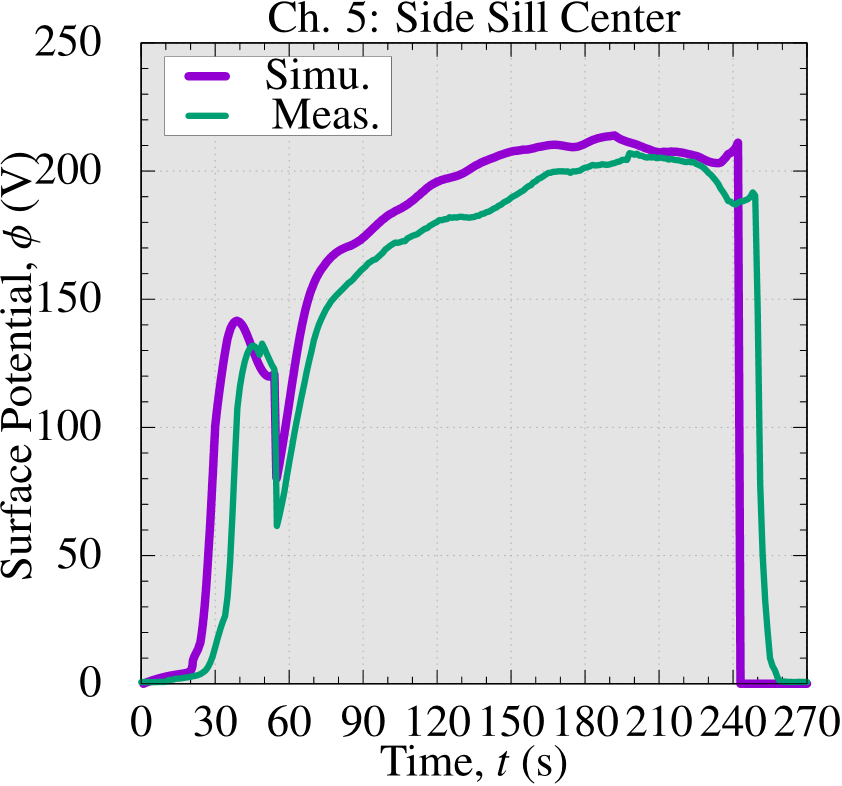 Ch. 5: Side Sill Center
Simu.
Meas.
250
200
150
100
50
0
Surface Potential, ϕ (V)
0 30 60 90 120 150 180 210 240 270
Time, t (s)